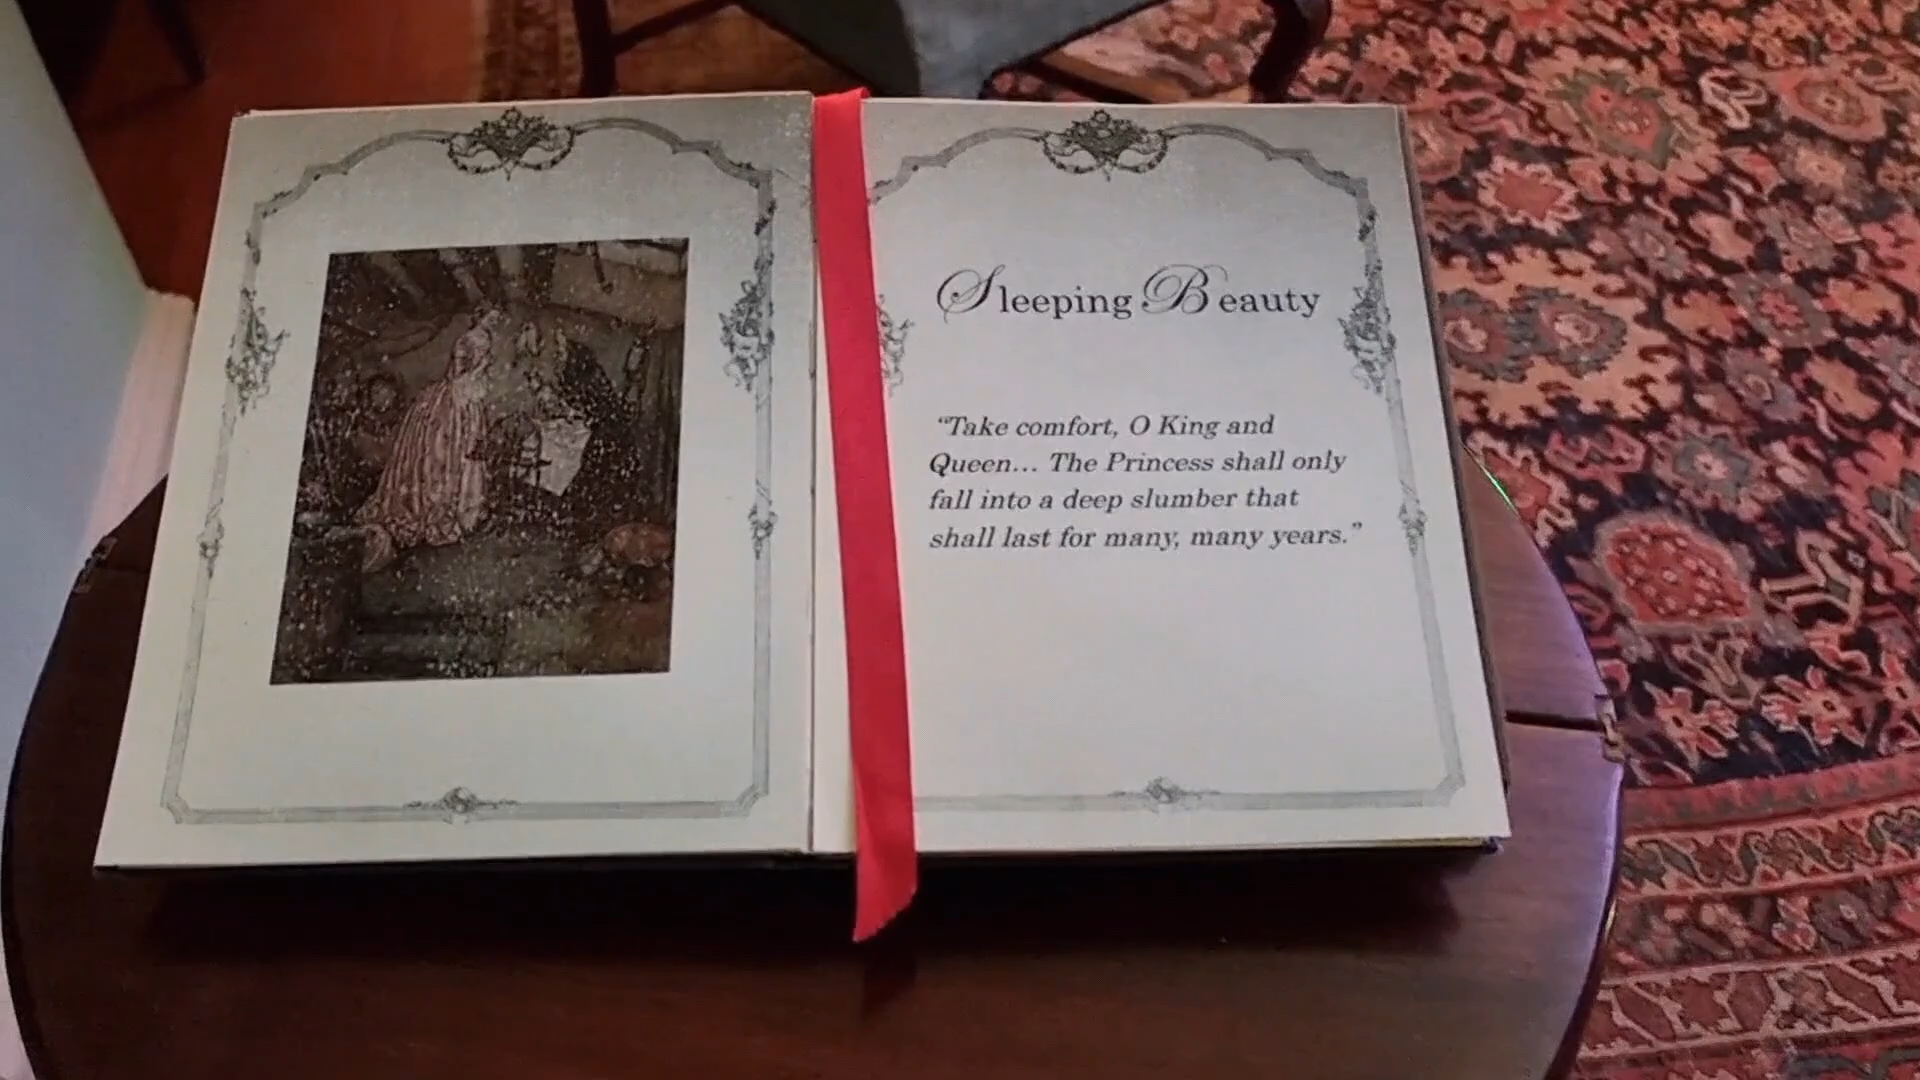 Sleeping Beauty
“Take comfort, O King and
Queen... The Princess shall only
fall into a deep slumber that
shall last for many, many years.”